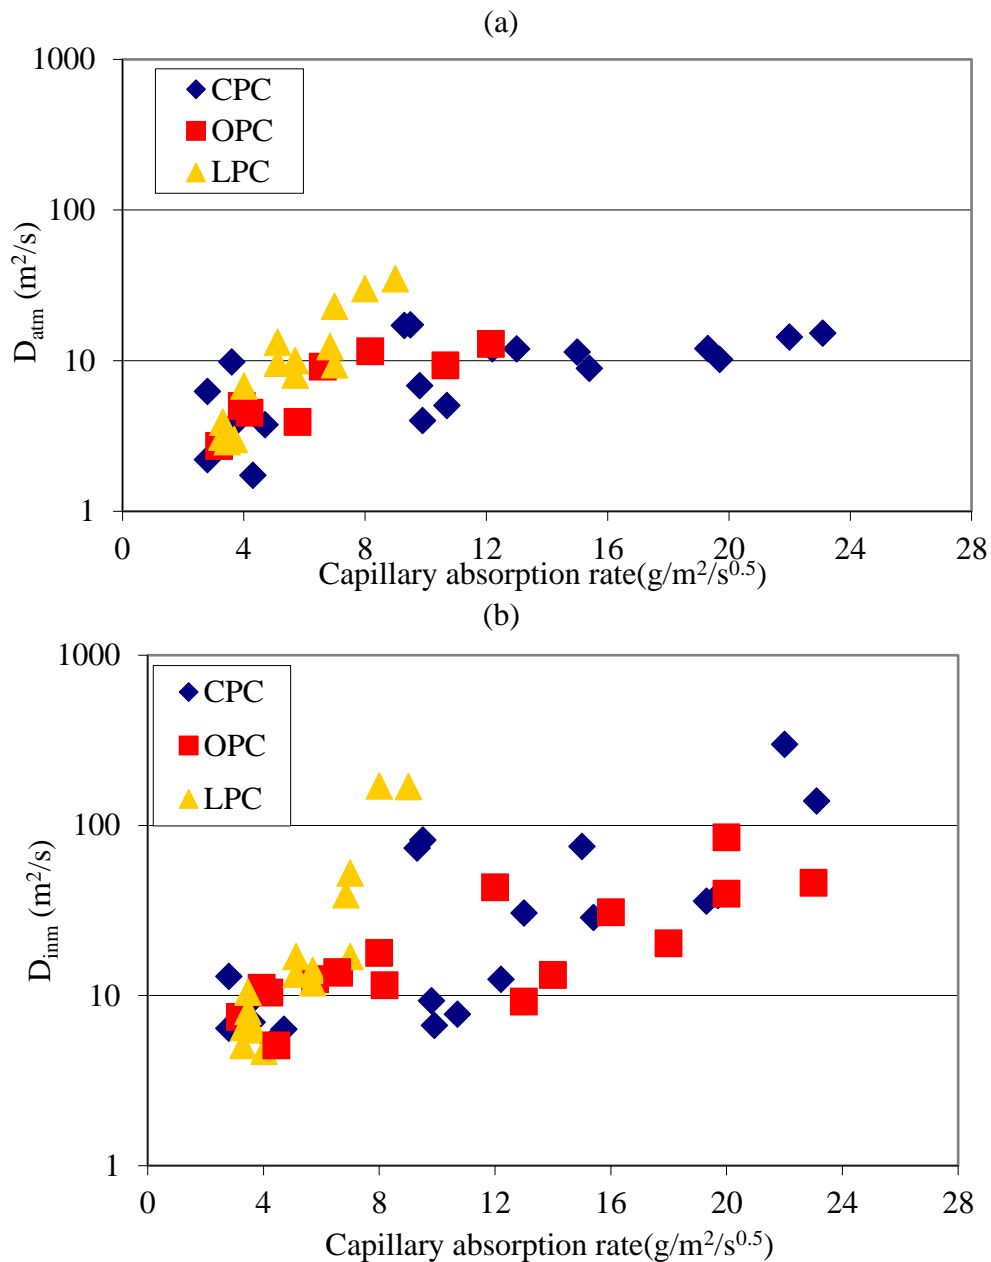 (a)
1000
100
10
1
D_atm (m²/s)
CPC
OPC
LPC
0 4 8 12 16 20 24 28
Capillary absorption rate(g/m²/s^0.5)
(b)
1000
100
10
1
D_inm (m²/s)
CPC
OPC
LPC
0 4 8 12 16 20 24 28
Capillary absorption rate(g/m²/s^0.5)